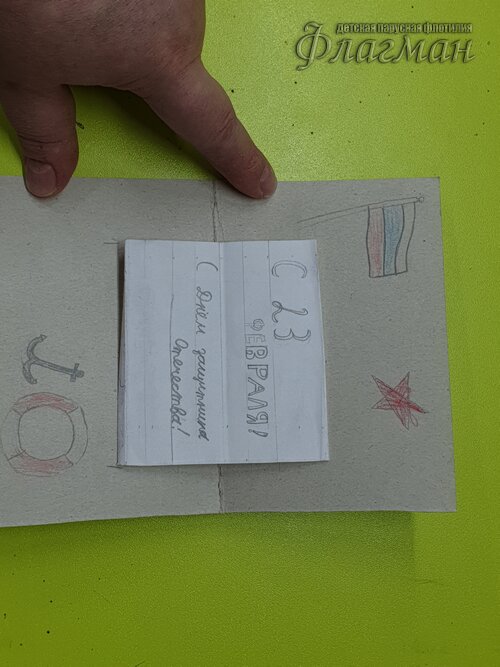 детская парусная флотилия
Флагман
С 23
ФЕВРАЛЯ!
С Днём защитника
Отечества!